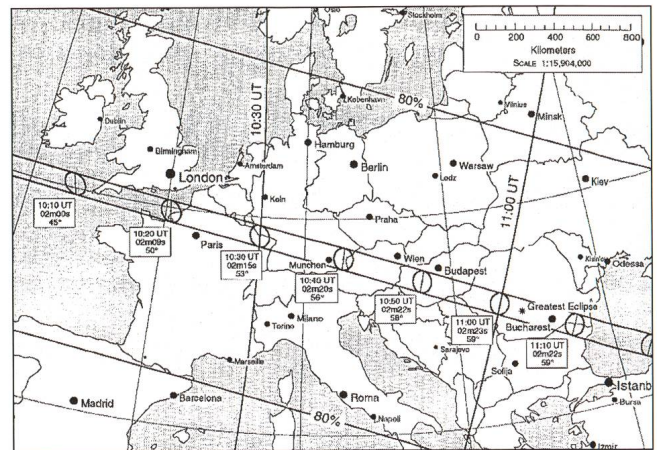 Oslo
Stockholm
0 200 400 600 800
Kilometers
SCALE 1:15,904,000
80%
København
Vilnius
Minsk
Dublin
10:30 UT
Hamburg
Birmingham
Amsterdam
Berlin
Warsaw
Lodz
London
Koln
11:00 UT
Kiev
10:10 UT
02m00s
45°
Praha
10:20 UT
02m09s
50°
Paris
10:30 UT
02m15s
53°
Munchen
Wien
Budapest
Odessa
10:40 UT
02m20s
56°
10:50 UT
02m22s
58°
11:00 UT
02m23s
59°
Greatest Eclipse
Bucharest
11:10 UT
02m22s
59°
Milano
Torino
Marseille
Sarajevo
Sofija
Istanb
Bursa
Madrid
Barcelona
80%
Roma
Napoli
Izmir